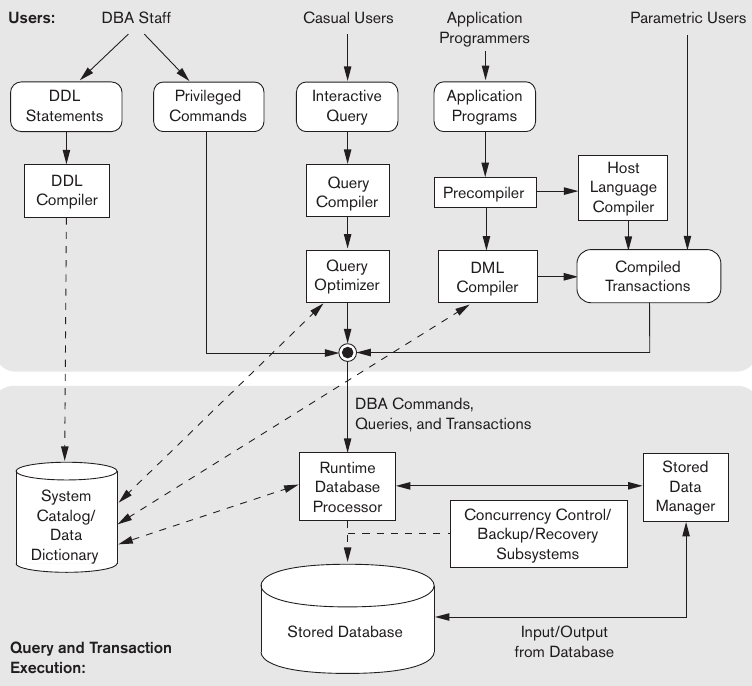 Users:
DBA Staff
Casual Users
Application
Programmers
Parametric Users
DDL
Statements
Privileged
Commands
Interactive
Query
Application
Programs
DDL
Compiler
Query
Compiler
Precompiler
Host
Language
Compiler
Query
Optimizer
DML
Compiler
Compiled
Transactions
DBA Commands,
Queries, and Transactions
System
Catalog/
Data
Dictionary
Runtime
Database
Processor
Stored
Data
Manager
Concurrency Control/
Backup/Recovery
Subsystems
Stored Database
Input/Output
from Database
Query and Transaction
Execution: